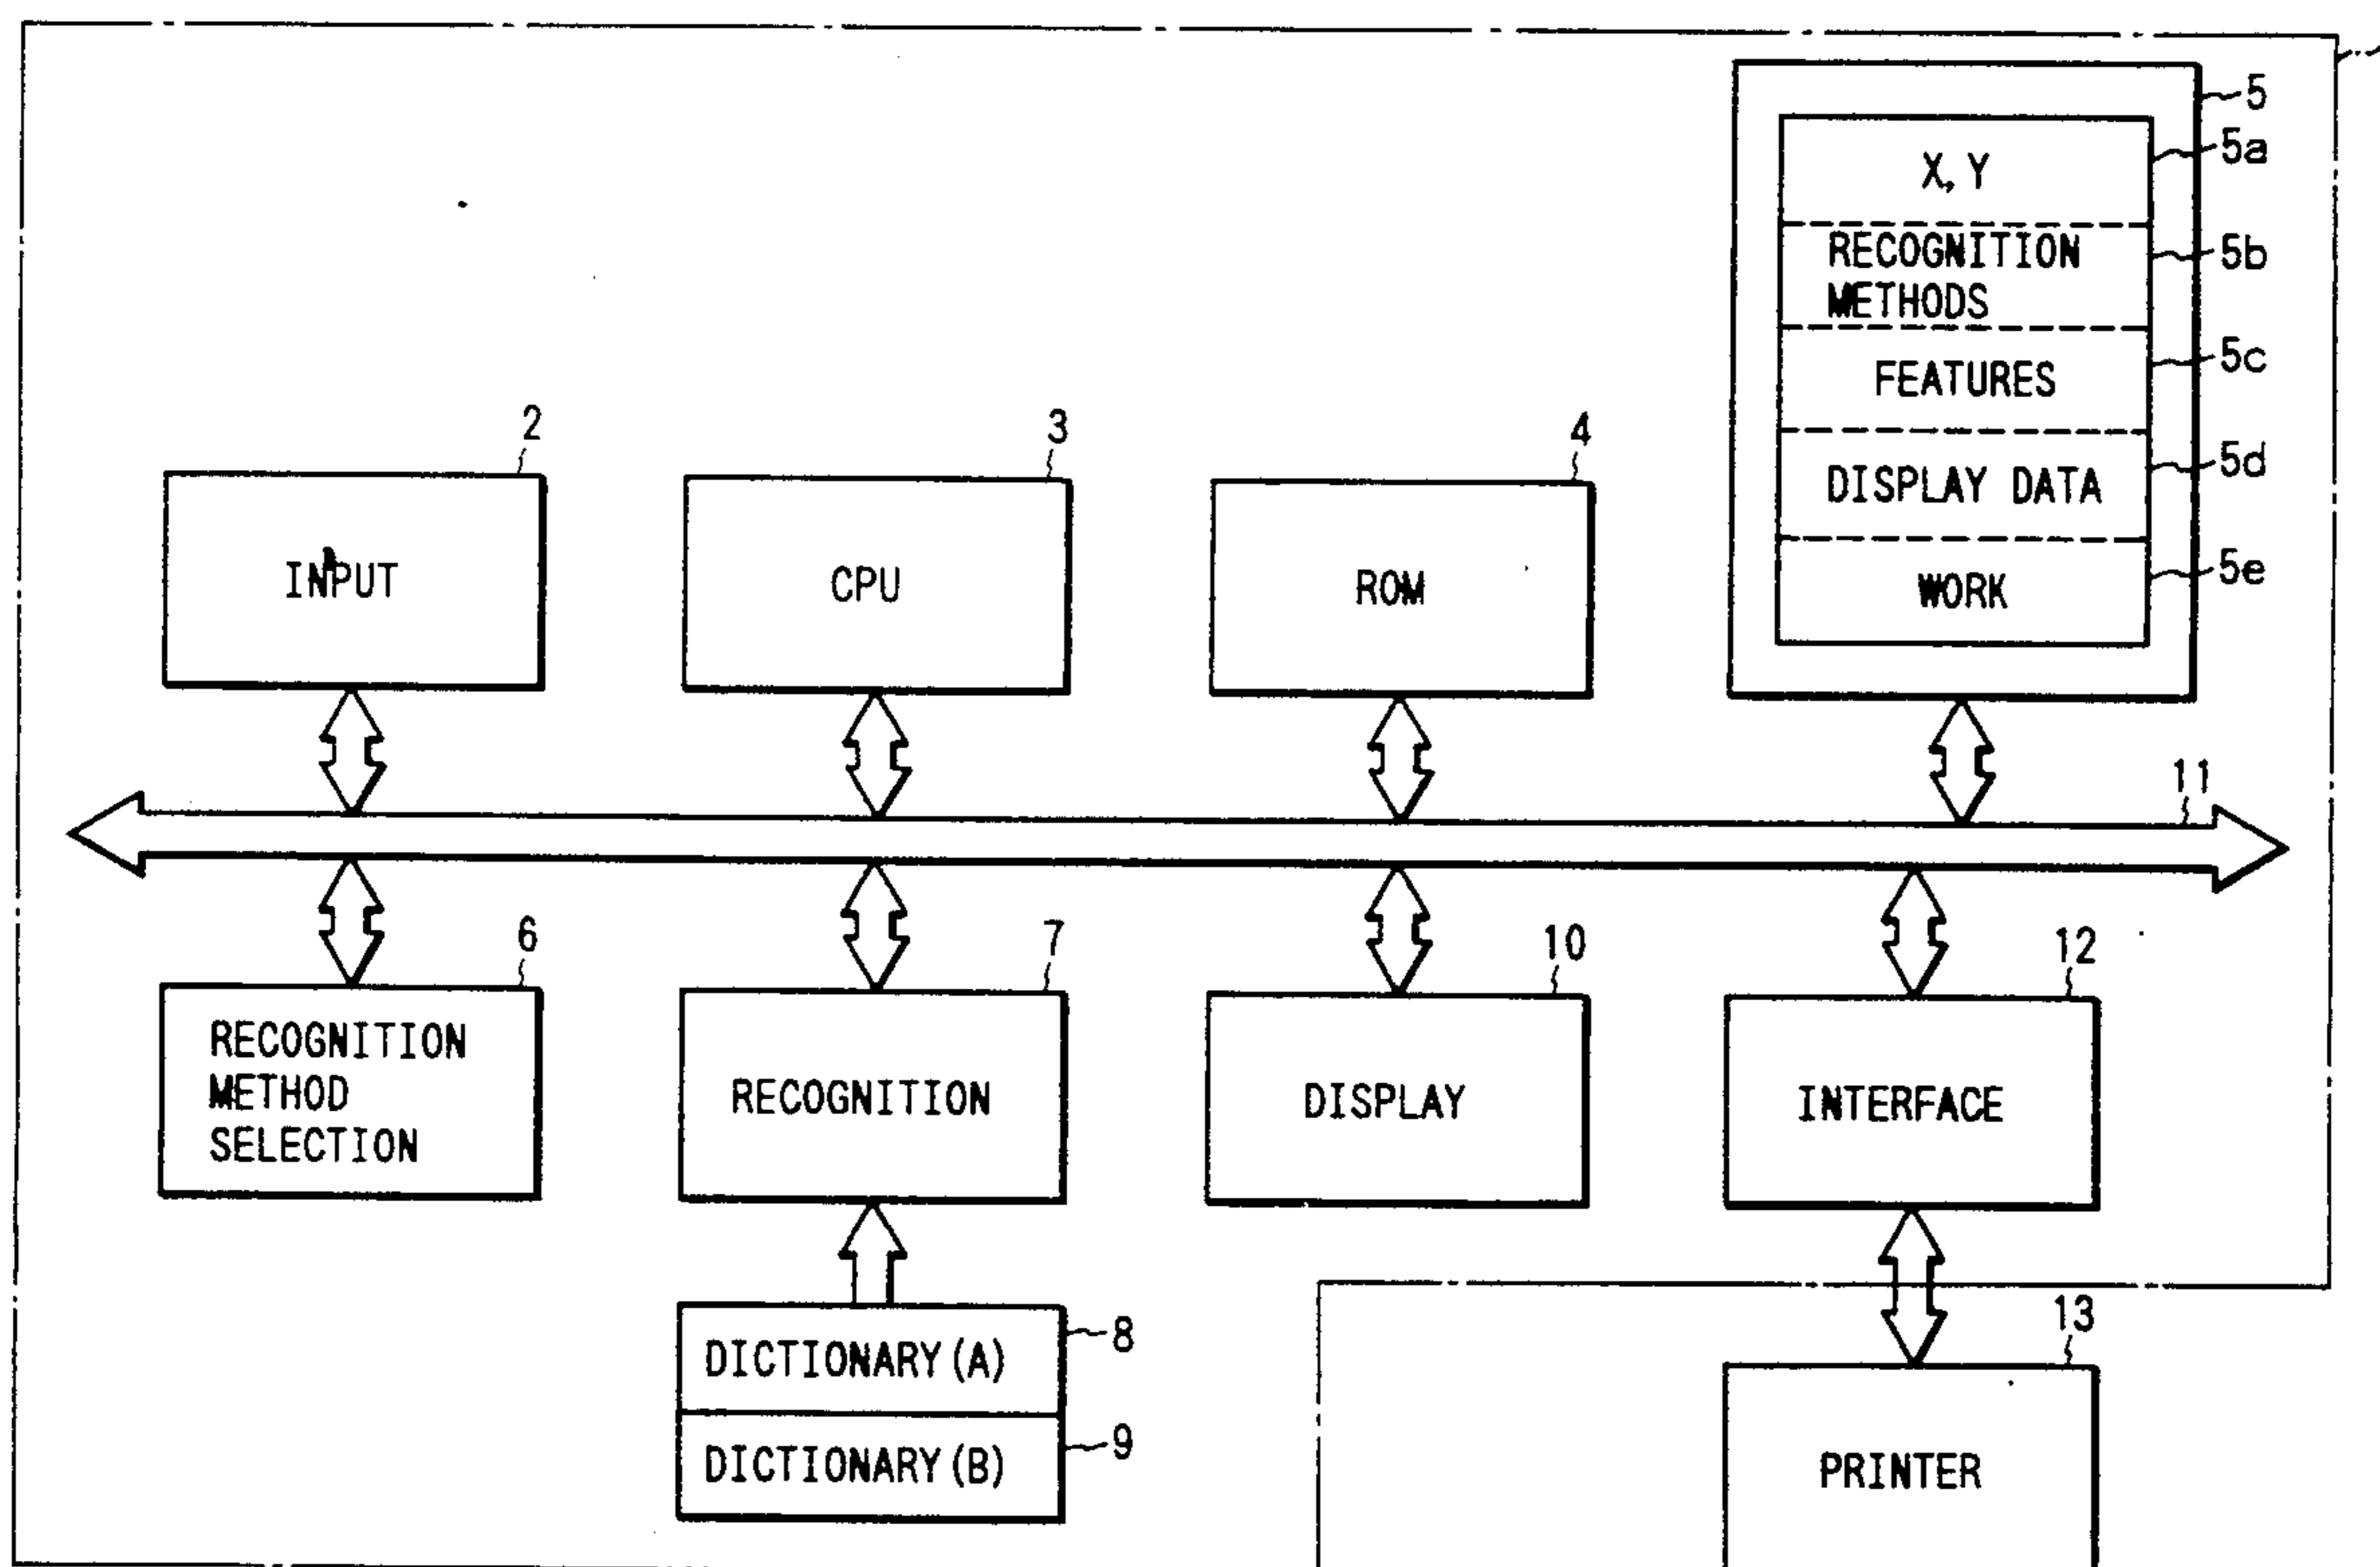 5
5a
X, Y
5b
RECOGNITION
METHODS
5c
FEATURES
5d
DISPLAY DATA
5e
WORK
2
INPUT
3
CPU
4
ROM
11
6
RECOGNITION
METHOD
SELECTION
7
RECOGNITION
10
DISPLAY
12
INTERFACE
8
DICTIONARY (A)
9
DICTIONARY (B)
13
PRINTER